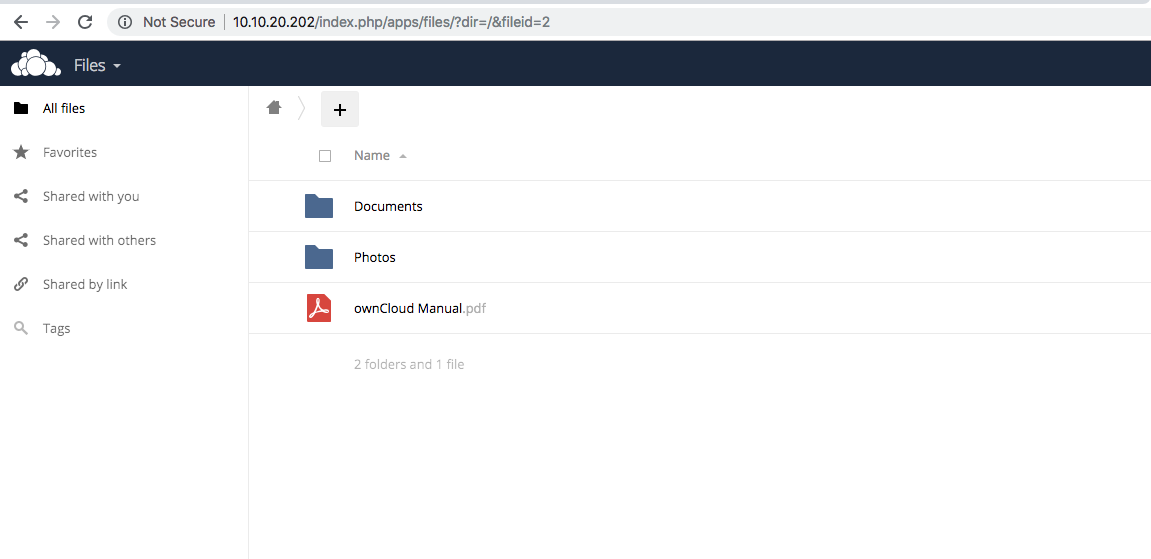 Not Secure 10.10.20.202/index.php/apps/files/?dir=/&fileid=2
Files
All files
Favorites
Shared with you
Shared with others
Shared by link
Tags
+
Name
Documents
Photos
ownCloud Manual.pdf
2 folders and 1 file